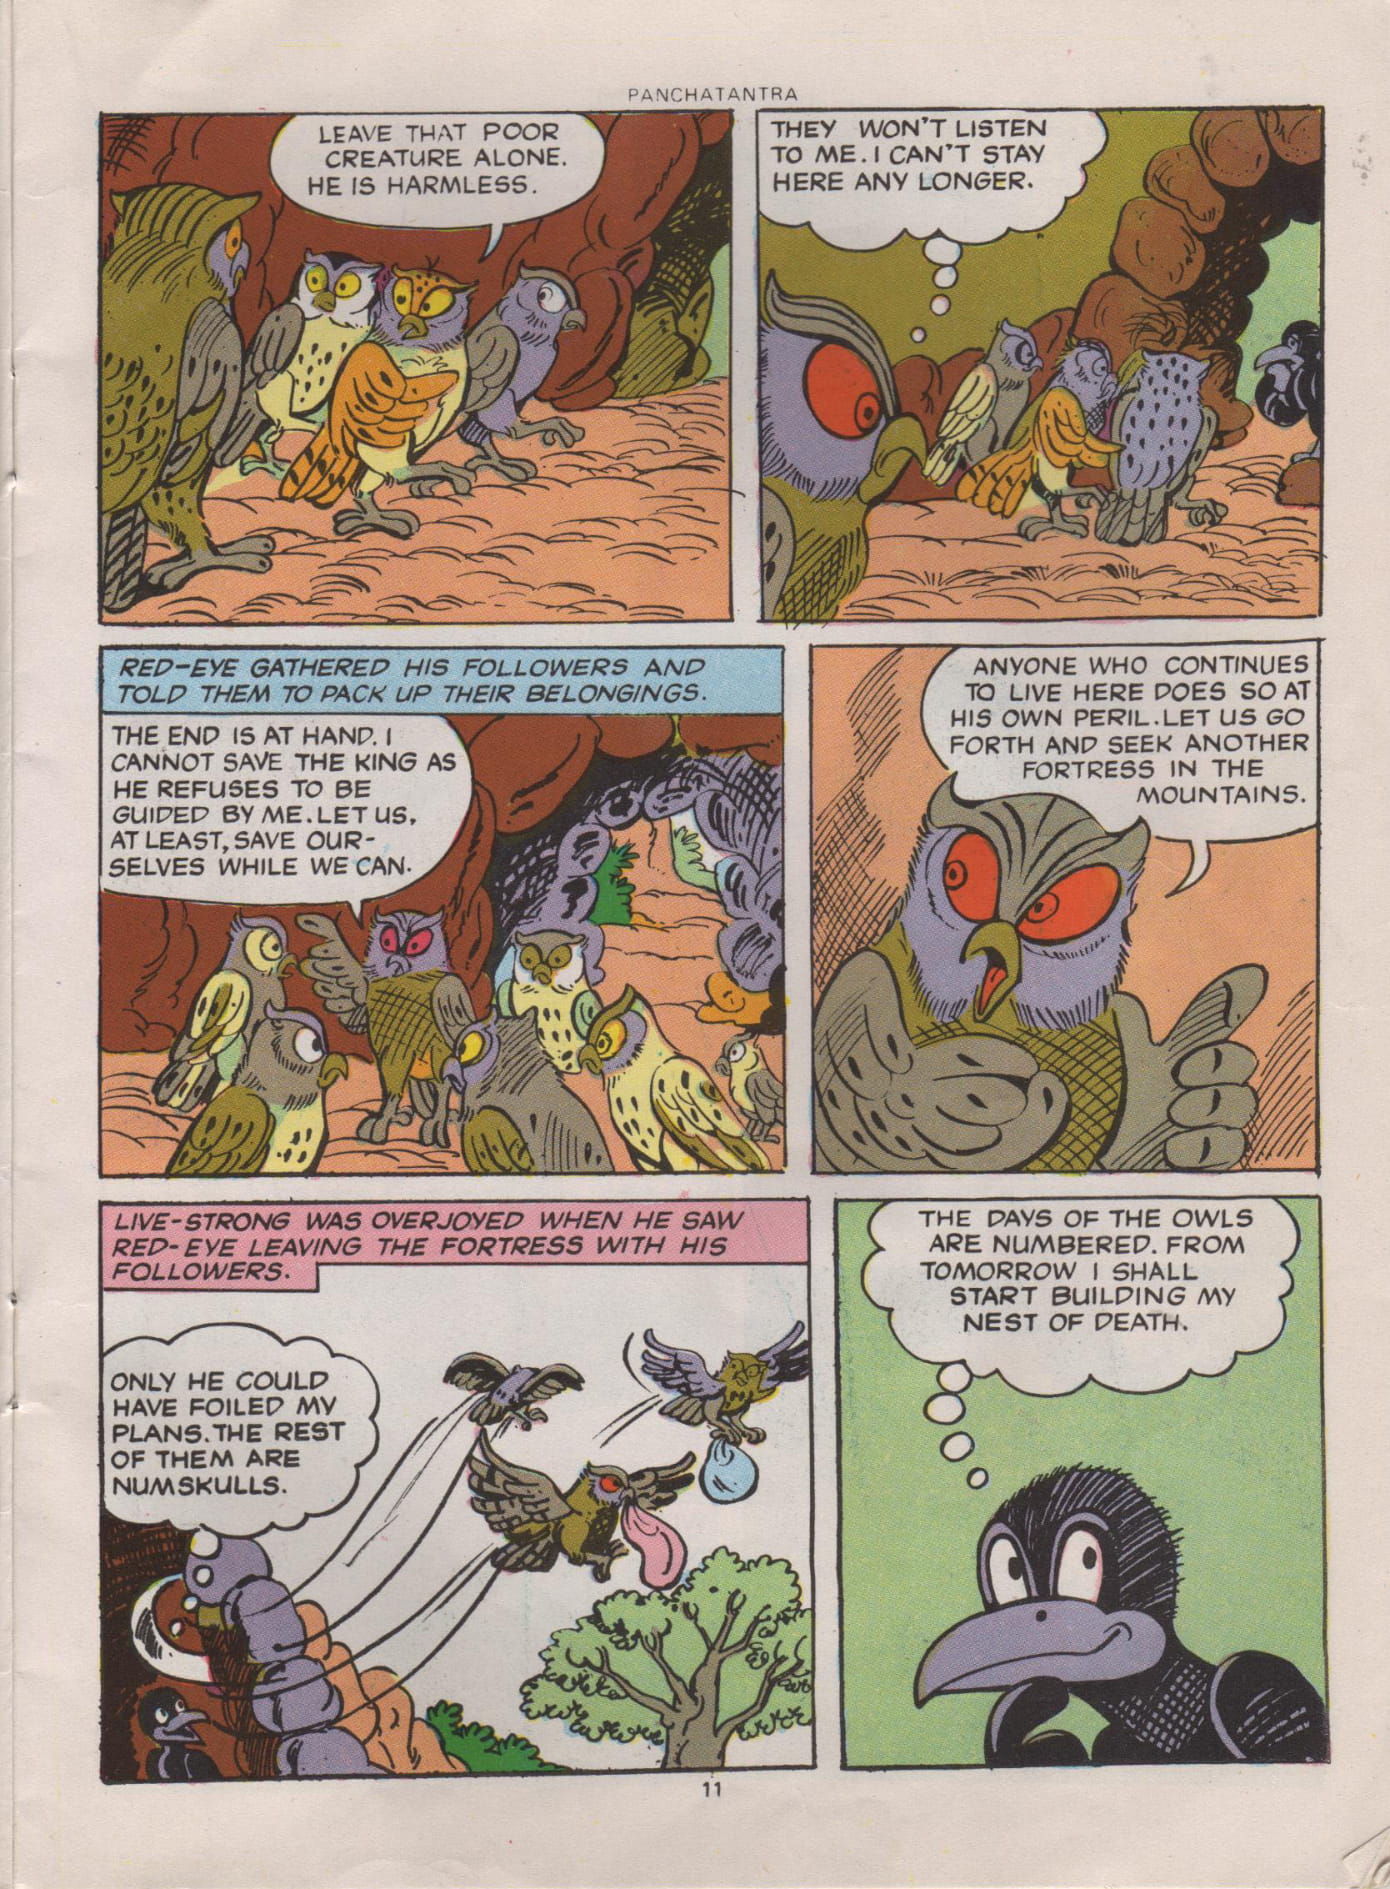 PANCHATANTRA
LEAVE THAT POOR
CREATURE ALONE.
HE IS HARMLESS.
THEY WON'T LISTEN
TO ME. I CAN'T STAY
HERE ANY LONGER.
RED-EYE GATHERED HIS FOLLOWERS AND
TOLD THEM TO PACK UP THEIR BELONGINGS.
THE END IS AT HAND. I
CANNOT SAVE THE KING AS
HE REFUSES TO BE
GUIDED BY ME. LET US,
AT LEAST, SAVE OUR-
SELVES WHILE WE CAN.
ANYONE WHO CONTINUES
TO LIVE HERE DOES SO AT
HIS OWN PERIL. LET US GO
FORTH AND SEEK ANOTHER
FORTRESS IN THE
MOUNTAINS.
LIVE-STRONG WAS OVERJOYED WHEN HE SAW
RED-EYE LEAVING THE FORTRESS WITH HIS
FOLLOWERS.
ONLY HE COULD
HAVE FOILED MY
PLANS. THE REST
OF THEM ARE
NUMSKULLS.
THE DAYS OF THE OWLS
ARE NUMBERED. FROM
TOMORROW I SHALL
START BUILDING MY
NEST OF DEATH.
11